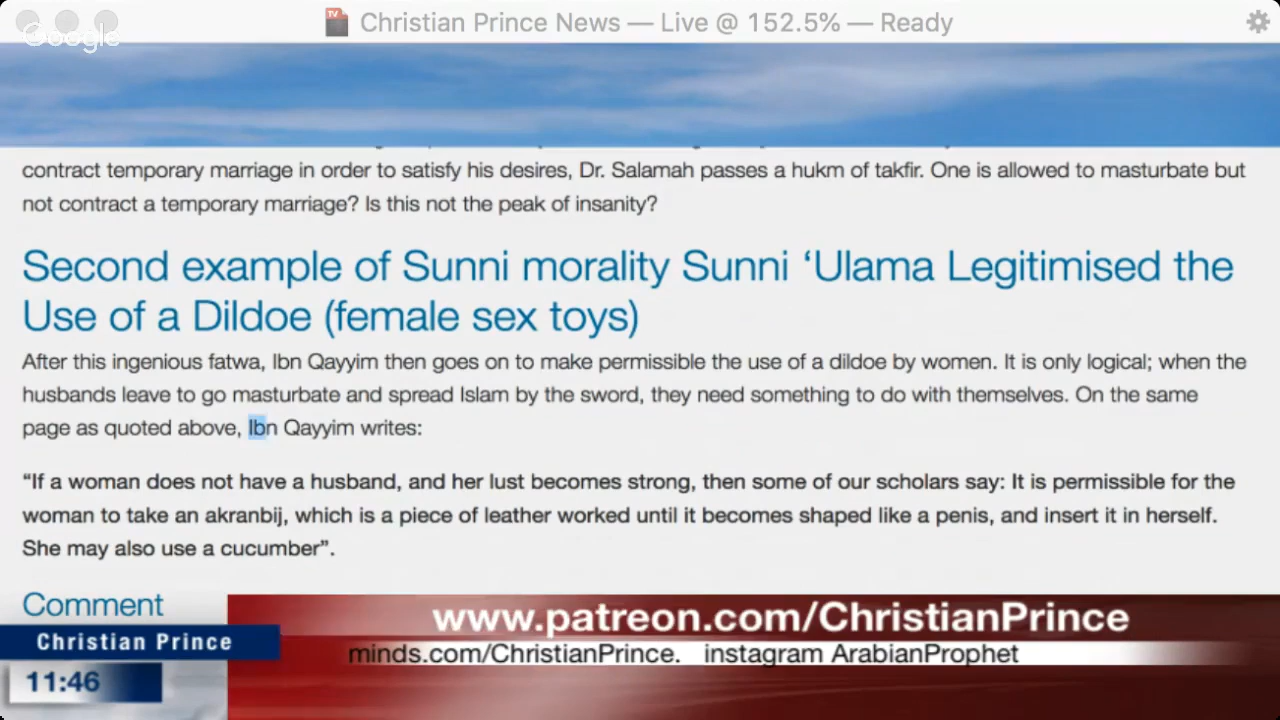 Christian Prince News — Live @ 152.5% — Ready
Google
contract temporary marriage in order to satisfy his desires, Dr. Salamah passes a hukm of takfir. One is allowed to masturbate but
not contract a temporary marriage? Is this not the peak of insanity?
Second example of Sunni morality Sunni ‘Ulama Legitimised the
Use of a Dildoe (female sex toys)
After this ingenious fatwa, Ibn Qayyim then goes on to make permissible the use of a dildoe by women. It is only logical; when the
husbands leave to go masturbate and spread Islam by the sword, they need something to do with themselves. On the same
page as quoted above, Ibn Qayyim writes:
“If a woman does not have a husband, and her lust becomes strong, then some of our scholars say: It is permissible for the
woman to take an akranbij, which is a piece of leather worked until it becomes shaped like a penis, and insert it in herself.
She may also use a cucumber”.
Comment
www.patreon.com/ChristianPrince
Christian Prince
minds.com/ChristianPrince. instagram ArabianProphet
11:46